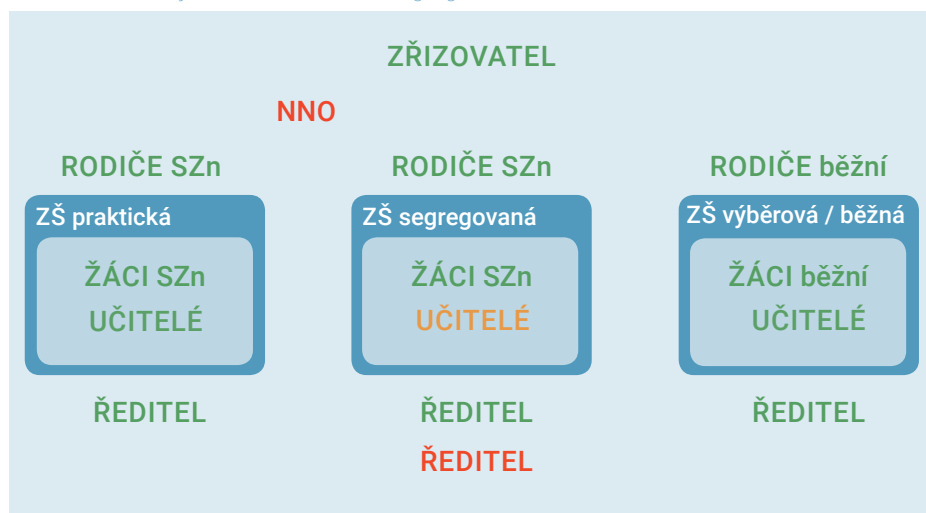 ZŘIZOVATEL
NNO
RODIČE SZn
RODIČE SZn
RODIČE běžní
ZŠ praktická
ZŠ segregovaná
ZŠ výběrová / běžná
ŽÁCI SZn
ŽÁCI SZn
ŽÁCI běžní
UČITELÉ
UČITELÉ
UČITELÉ
ŘEDITEL
ŘEDITEL
ŘEDITEL
ŘEDITEL